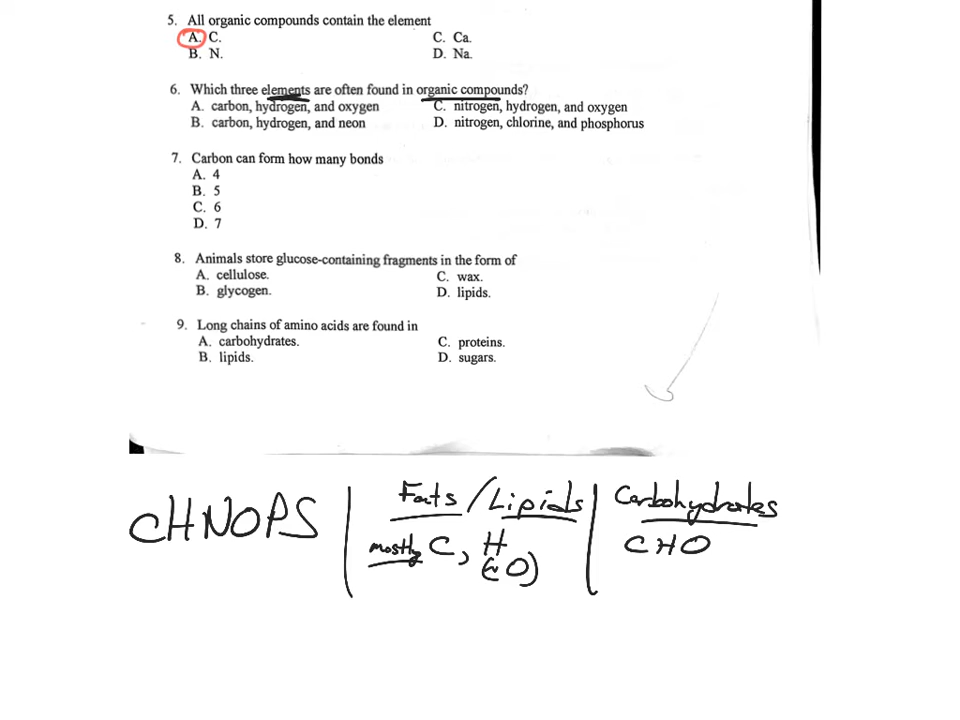 5. All organic compounds contain the element
A. C.
C. Ca.
B. N.
D. Na.
6. Which three elements are often found in organic compounds?
A. carbon, hydrogen, and oxygen
C. nitrogen, hydrogen, and oxygen
B. carbon, hydrogen, and neon
D. nitrogen, chlorine, and phosphorus
7. Carbon can form how many bonds
A. 4
B. 5
C. 6
D. 7
8. Animals store glucose-containing fragments in the form of
A. cellulose.
C. wax.
B. glycogen.
D. lipids.
9. Long chains of amino acids are found in
A. carbohydrates.
C. proteins.
B. lipids.
D. sugars.
CHNOPS
Fats/Lipids
mostly C, H
(~O)
Carbohydrates
CHO